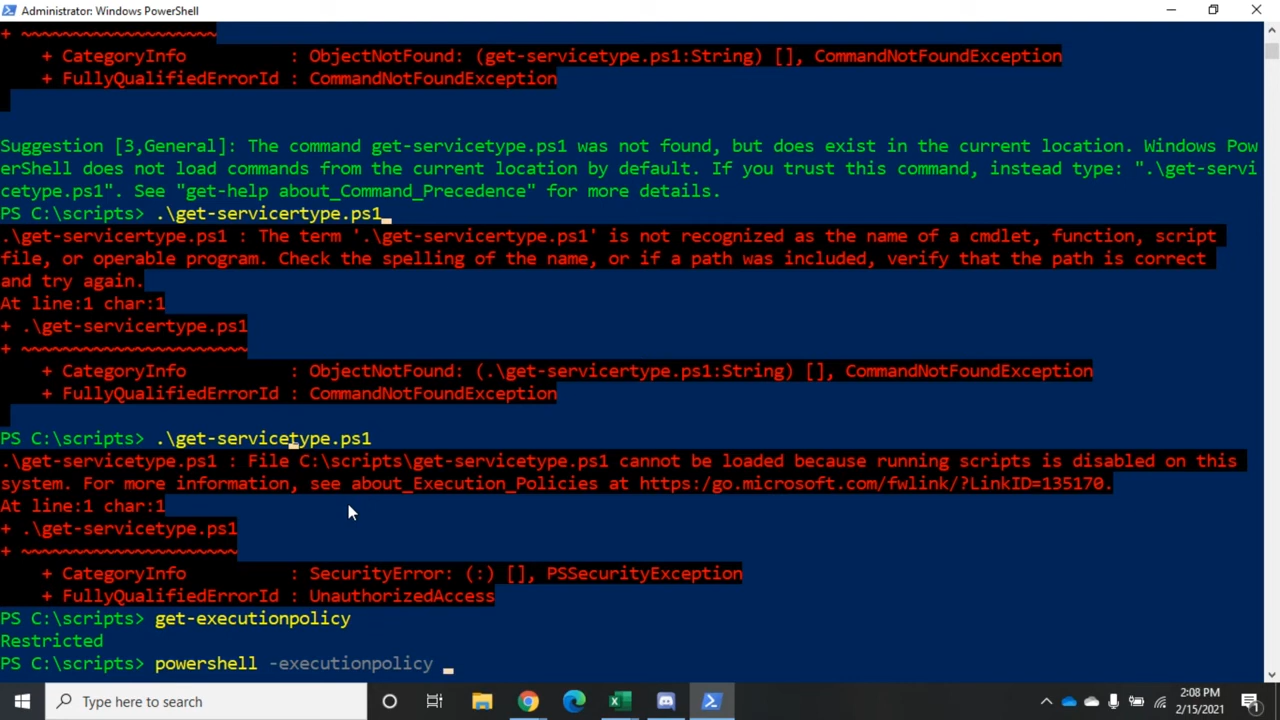 Administrator: Windows PowerShell
+ ~~~~~~~~~~~~~~~~~~~
+ CategoryInfo : ObjectNotFound: (get-servicetype.ps1:String) [], CommandNotFoundException
+ FullyQualifiedErrorId : CommandNotFoundException
Suggestion [3,General]: The command get-servicetype.ps1 was not found, but does exist in the current location. Windows Pow
erShell does not load commands from the current location by default. If you trust this command, instead type: ".\get-servi
cetype.ps1". See "get-help about_Command_Precedence" for more details.
PS C:\scripts> .\get-servicertype.ps1
.\get-servicertype.ps1 : The term '.\get-servicertype.ps1' is not recognized as the name of a cmdlet, function, script
file, or operable program. Check the spelling of the name, or if a path was included, verify that the path is correct
and try again.
At line:1 char:1
+ .\get-servicertype.ps1
+ ~~~~~~~~~~~~~~~~~~~~~~
+ CategoryInfo : ObjectNotFound: (.\get-servicertype.ps1:String) [], CommandNotFoundException
+ FullyQualifiedErrorId : CommandNotFoundException
PS C:\scripts> .\get-servicetype.ps1
.\get-servicetype.ps1 : File C:\scripts\get-servicetype.ps1 cannot be loaded because running scripts is disabled on this
system. For more information, see about_Execution_Policies at https:/go.microsoft.com/fwlink/?LinkID=135170.
At line:1 char:1
+ .\get-servicetype.ps1
+ ~~~~~~~~~~~~~~~~~~~~~
+ CategoryInfo : SecurityError: (:) [], PSSecurityException
+ FullyQualifiedErrorId : UnauthorizedAccess
PS C:\scripts> get-executionpolicy
Restricted
PS C:\scripts> powershell -executionpolicy
Type here to search
2:08 PM
2/15/2021
1